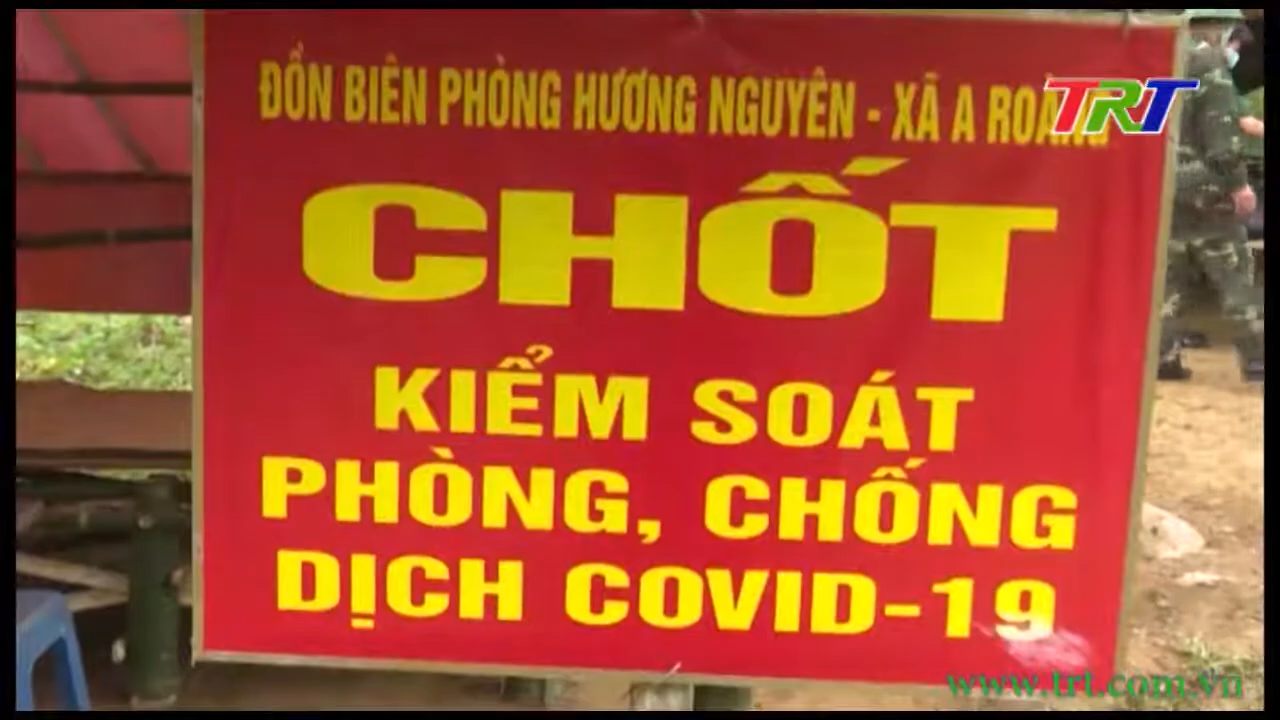 ĐỒN BIÊN PHÒNG HƯƠNG NGUYÊN - XÃ A ROÀNG
TRT
CHỐT
KIỂM SOÁT
PHÒNG, CHỐNG
DỊCH COVID-19
www.trt.com.vn